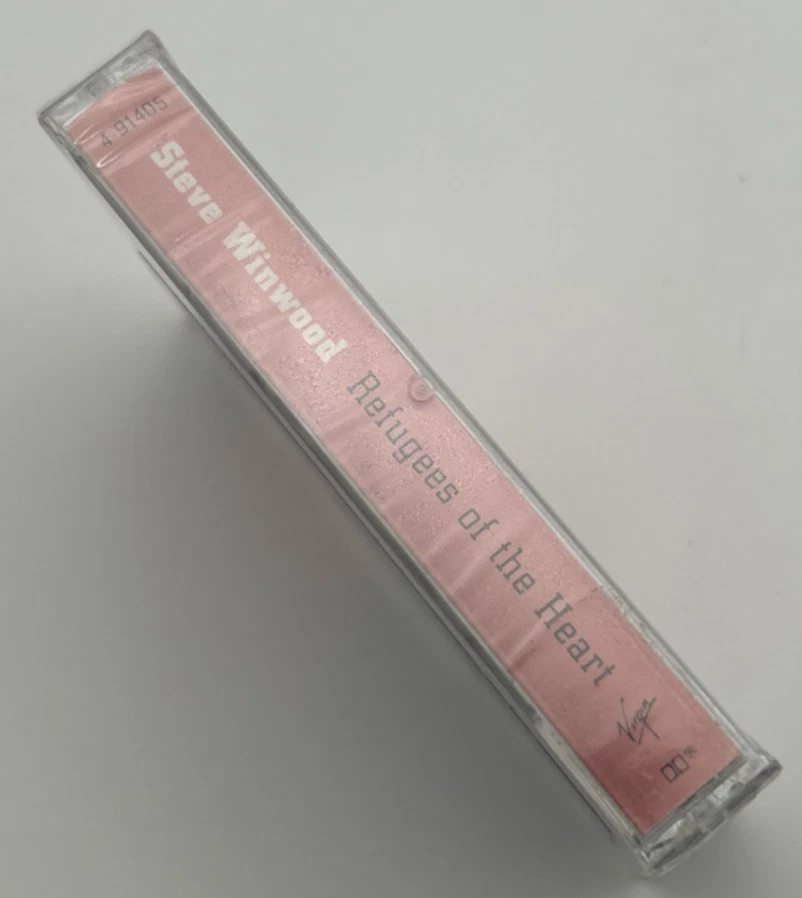 4 91405
Steve Winwood Refugees of the Heart
Virgin